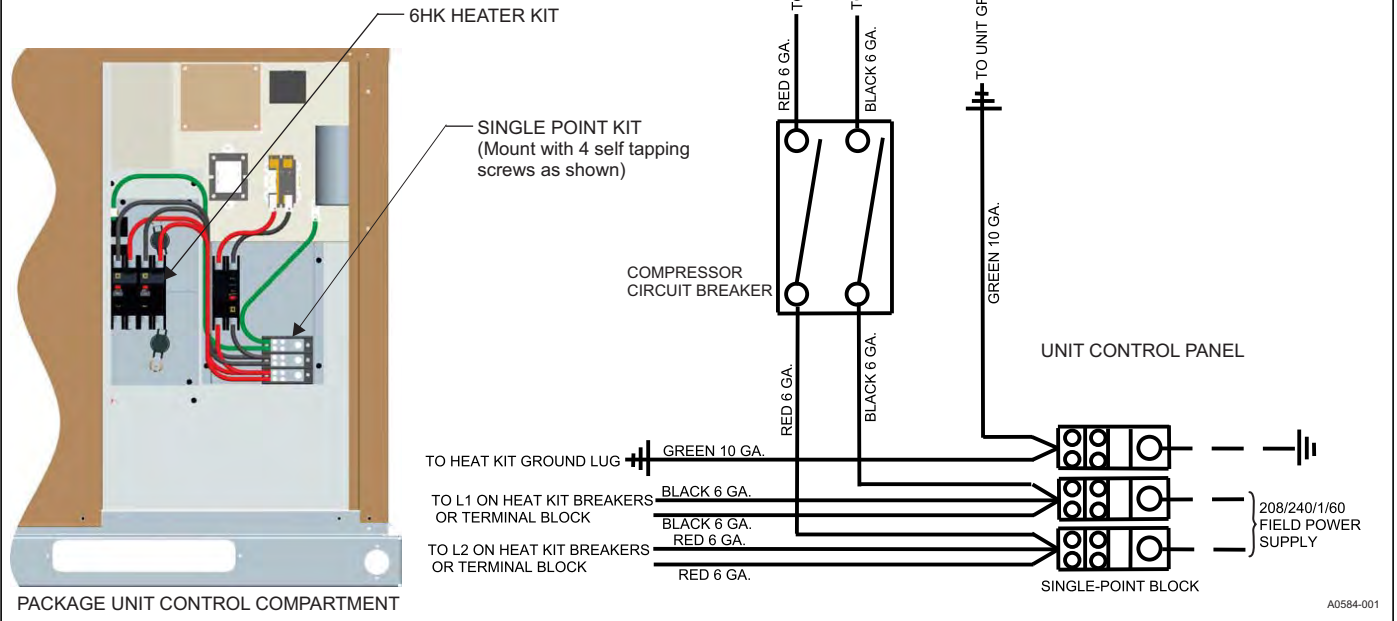 6HK HEATER KIT
SINGLE POINT KIT
(Mount with 4 self tapping
screws as shown)
PACKAGE UNIT CONTROL COMPARTMENT
RED 6 GA.
BLACK 6 GA.
TO UNIT
COMPRESSOR
CIRCUIT BREAKER
GREEN 10 GA.
RED 6 GA.
BLACK 6 GA.
UNIT CONTROL PANEL
TO HEAT KIT GROUND LUG
GREEN 10 GA.
TO L1 ON HEAT KIT BREAKERS
OR TERMINAL BLOCK
BLACK 6 GA.
BLACK 6 GA.
TO L2 ON HEAT KIT BREAKERS
OR TERMINAL BLOCK
RED 6 GA.
RED 6 GA.
208/240/1/60
FIELD POWER
SUPPLY
SINGLE-POINT BLOCK
A0584-001